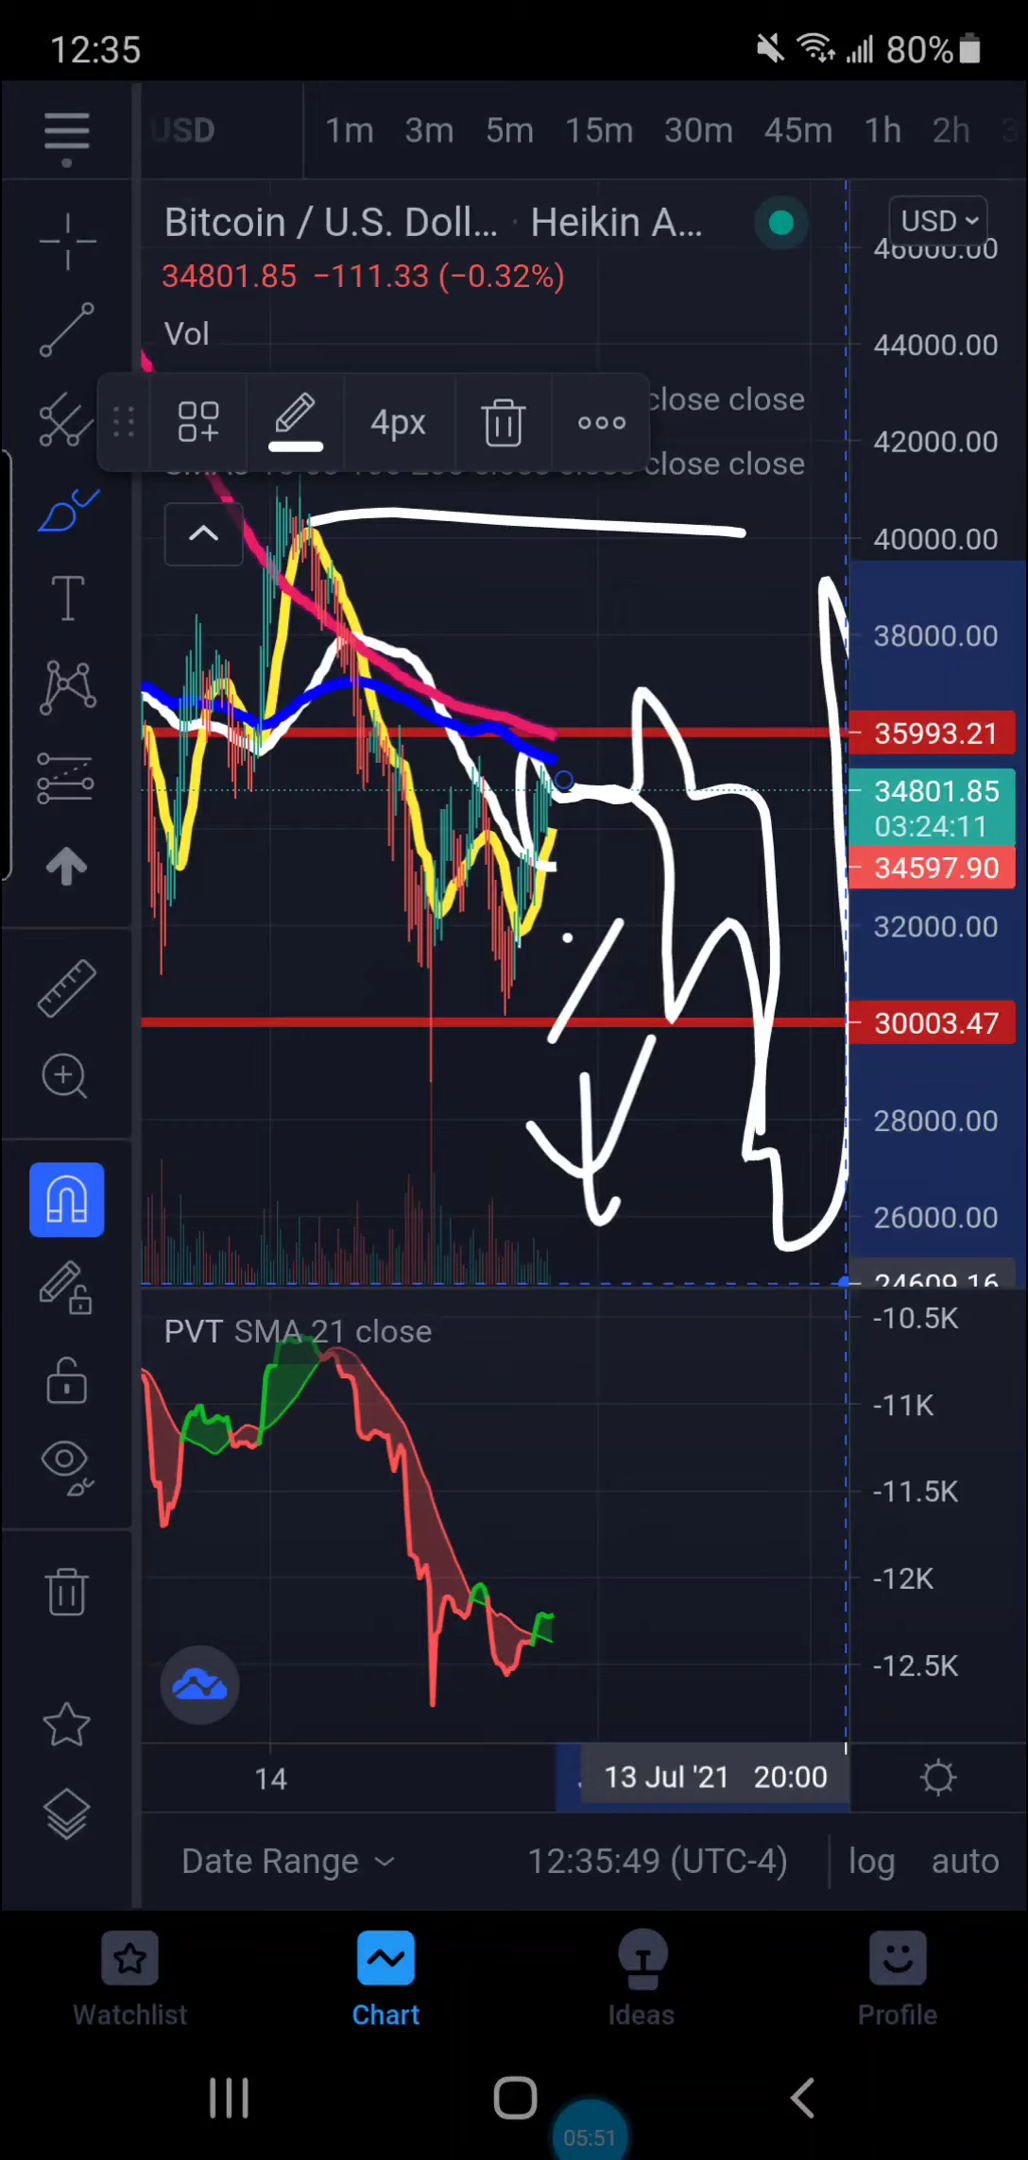 12:35
80%
USD 1m 3m 5m 15m 30m 45m 1h 2h
Bitcoin / U.S. Doll... · Heikin A...
USD
34801.85 −111.33 (−0.32%)
46000.00
Vol
44000.00
close close
4px
42000.00
close close
40000.00
38000.00
35993.21
34801.85
03:24:11
34597.90
32000.00
30003.47
28000.00
26000.00
24609.16
PVT SMA 21 close
-10.5K
-11K
-11.5K
-12K
-12.5K
14
13 Jul '21 20:00
Date Range
12:35:49 (UTC-4)
log
auto
Watchlist
Chart
Ideas
Profile
05:51